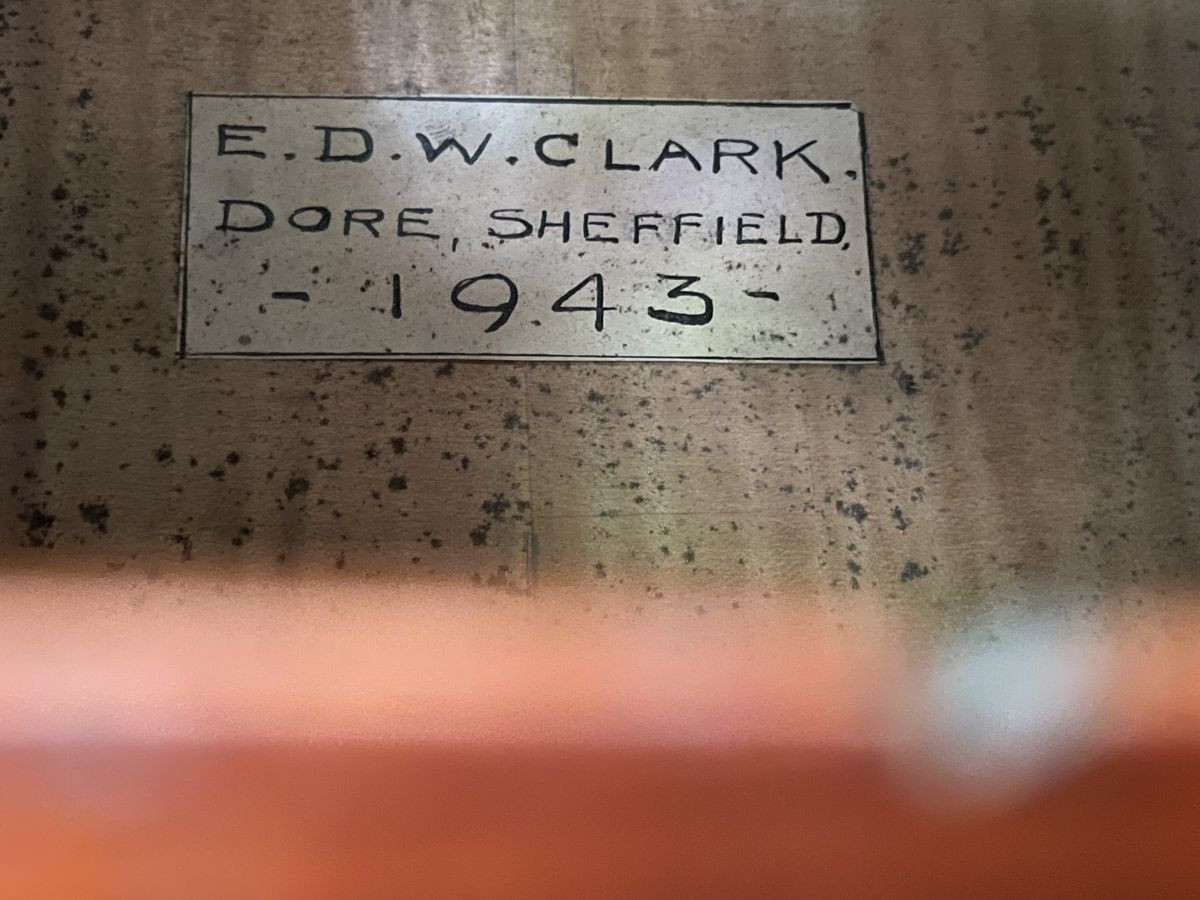 E.D.W.CLARK.
DORE, SHEFFIELD,
- 1943 -